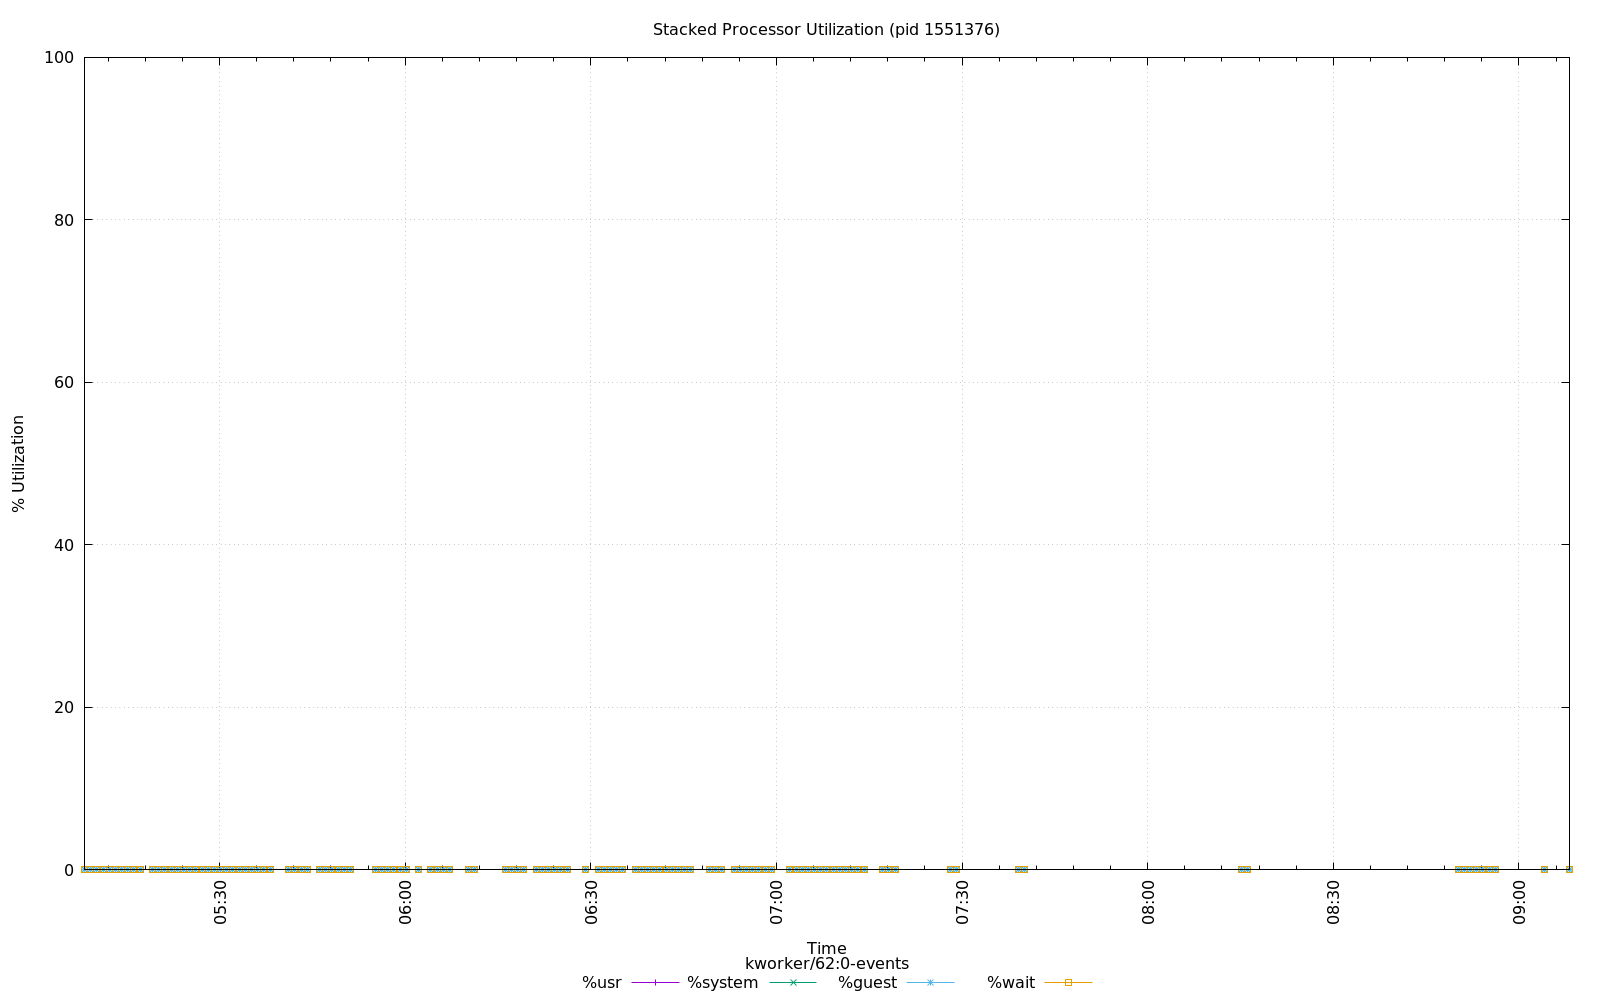 Stacked Processor Utilization (pid 1551376)
100
80
60
40
20
0
% Utilization
05:30
06:00
06:30
07:00
07:30
08:00
08:30
09:00
Time
kworker/62:0-events
%usr %system %guest %wait